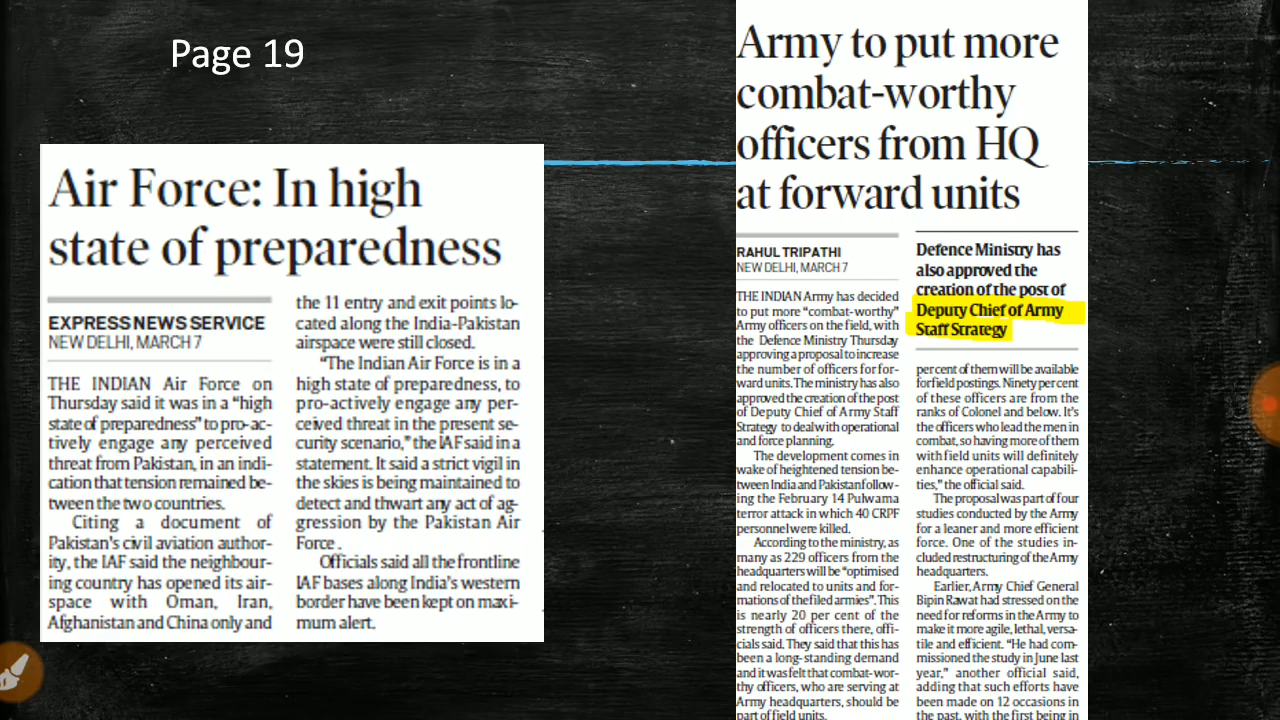 Page 19
Air Force: In high
state of preparedness
EXPRESS NEWS SERVICE
NEW DELHI, MARCH 7
THE INDIAN Air Force on
Thursday said it was in a “high
state of preparedness” to pro-ac-
tively engage any perceived
threat from Pakistan, in an indi-
cation that tension remained be-
tween the two countries.
Citing a document of
Pakistan's civil aviation author-
ity, the IAF said the neighbour-
ing country has opened its air-
space with Oman, Iran,
Afghanistan and China only and
the 11 entry and exit points lo-
cated along the India-Pakistan
airspace were still closed.
“The Indian Air Force is in a
high state of preparedness, to
pro-actively engage any per-
ceived threat in the present se-
curity scenario,” the IAF said in a
statement. It said a strict vigil in
the skies is being maintained to
detect and thwart any act of ag-
gression by the Pakistan Air
Force .
Officials said all the frontline
IAF bases along India's western
border have been kept on maxi-
mum alert.
Army to put more
combat-worthy
officers from HQ
at forward units
RAHUL TRIPATHI
NEW DELHI, MARCH 7
THE INDIAN Army has decided
to put more “combat-worthy”
Army officers on the field, with
the Defence Ministry Thursday
approving a proposal to increase
the number of officers for for-
ward units. The ministry has also
approved the creation of the post
of Deputy Chief of Army Staff
Strategy to deal with operational
and force planning.
The development comes in
wake of heightened tension be-
tween India and Pakistan follow-
ing the February 14 Pulwama
terror attack in which 40 CRPF
personnel were killed.
According to the ministry, as
many as 229 officers from the
headquarters will be “optimised
and relocated to units and for-
mations of the filed armies”. This
is nearly 20 per cent of the
strength of officers there, offi-
cials said. They said that this has
been a long-standing demand
and it was felt that combat-wor-
thy officers, who are serving at
Army headquarters, should be
part of field units.
Defence Ministry has
also approved the
creation of the post of
Deputy Chief of Army
Staff Strategy
per cent of them will be available
for field postings. Ninety per cent
of these officers are from the
ranks of Colonel and below. It's
the officers who lead the men in
combat, so having more of them
with field units will definitely
enhance operational capabili-
ties,” the official said.
The proposal was part of four
studies conducted by the Army
for a leaner and more efficient
force. One of the studies in-
cluded restructuring of the Army
headquarters.
Earlier, Army Chief General
Bipin Rawat had stressed on the
need for reforms in the Army to
make it more agile, lethal, versa-
tile and efficient. “He had com-
missioned the study in June last
year,” another official said,
adding that such efforts have
been made on 12 occasions in
the past, with the first being in